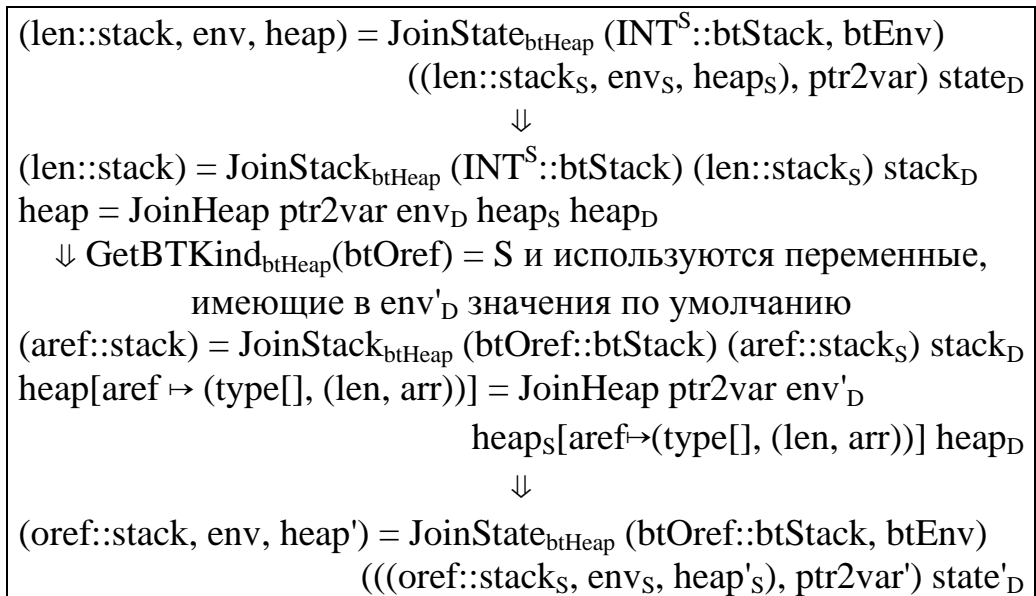 (len::stack, env, heap) = JoinState_btHeap (INT^S::btStack, btEnv)
((len::stack_S, env_S, heap_S), ptr2var) state_D
⇓
(len::stack) = JoinStack_btHeap (INT^S::btStack) (len::stack_S) stack_D
heap = JoinHeap ptr2var env_D heap_S heap_D
⇓ GetBTKind_btHeap(btOref) = S и используются переменные,
имеющие в env'_D значения по умолчанию
(aref::stack) = JoinStack_btHeap (btOref::btStack) (aref::stack_S) stack_D
heap[aref ↦ (type[], (len, arr))] = JoinHeap ptr2var env'_D
heap_S[aref↦(type[], (len, arr))] heap_D
⇓
(oref::stack, env, heap') = JoinState_btHeap (btOref::btStack, btEnv)
(((oref::stack_S, env_S, heap'_S), ptr2var') state'_D